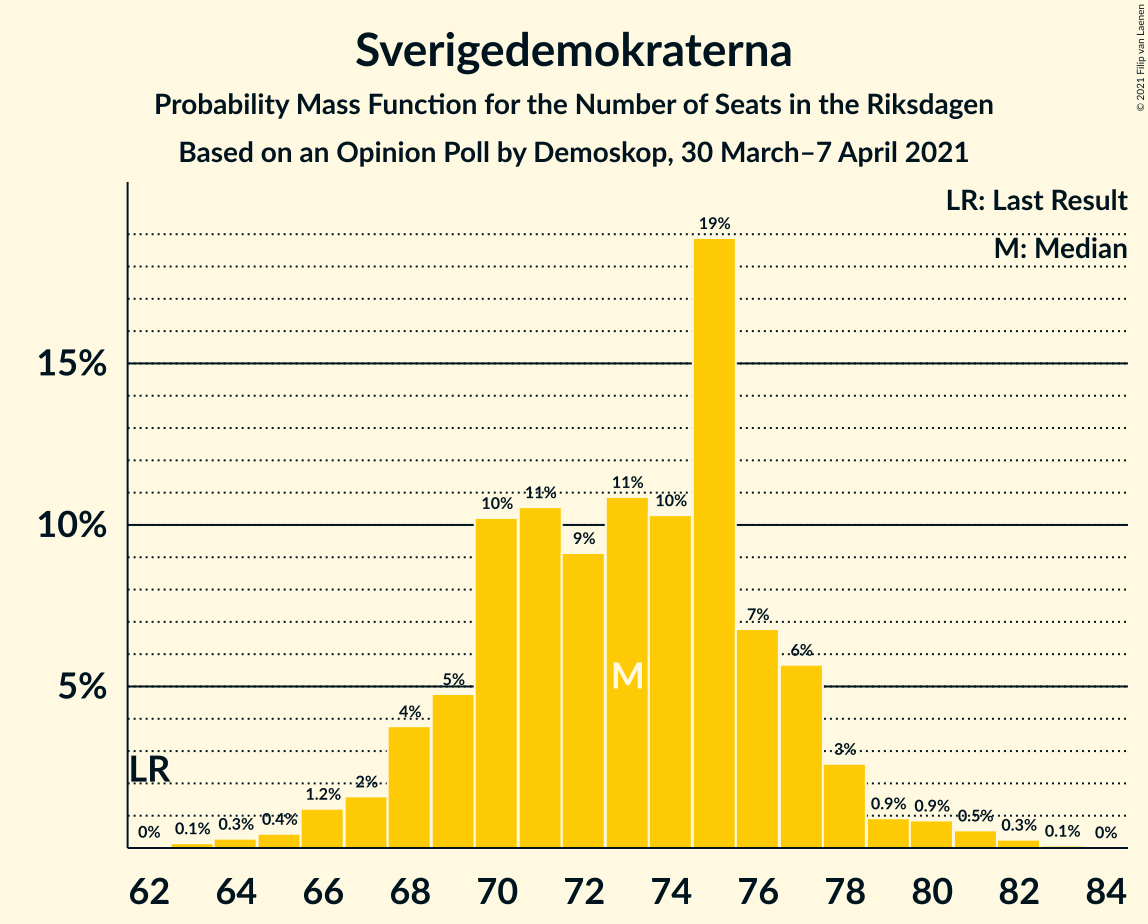 Sverigedemokraterna
Probability Mass Function for the Number of Seats in the Riksdagen
Based on an Opinion Poll by Demoskop, 30 March–7 April 2021
© 2021 Filip van Laenen
LR: Last Result
M: Median
19%
15%
10%
5%
0% 0.1% 0.3% 0.4% 1.2% 2% 4% 5% 10% 11% 9% 11% 10% 7% 6% 3% 0.9% 0.9% 0.5% 0.3% 0.1% 0%
M
LR
62 64 66 68 70 72 74 76 78 80 82 84